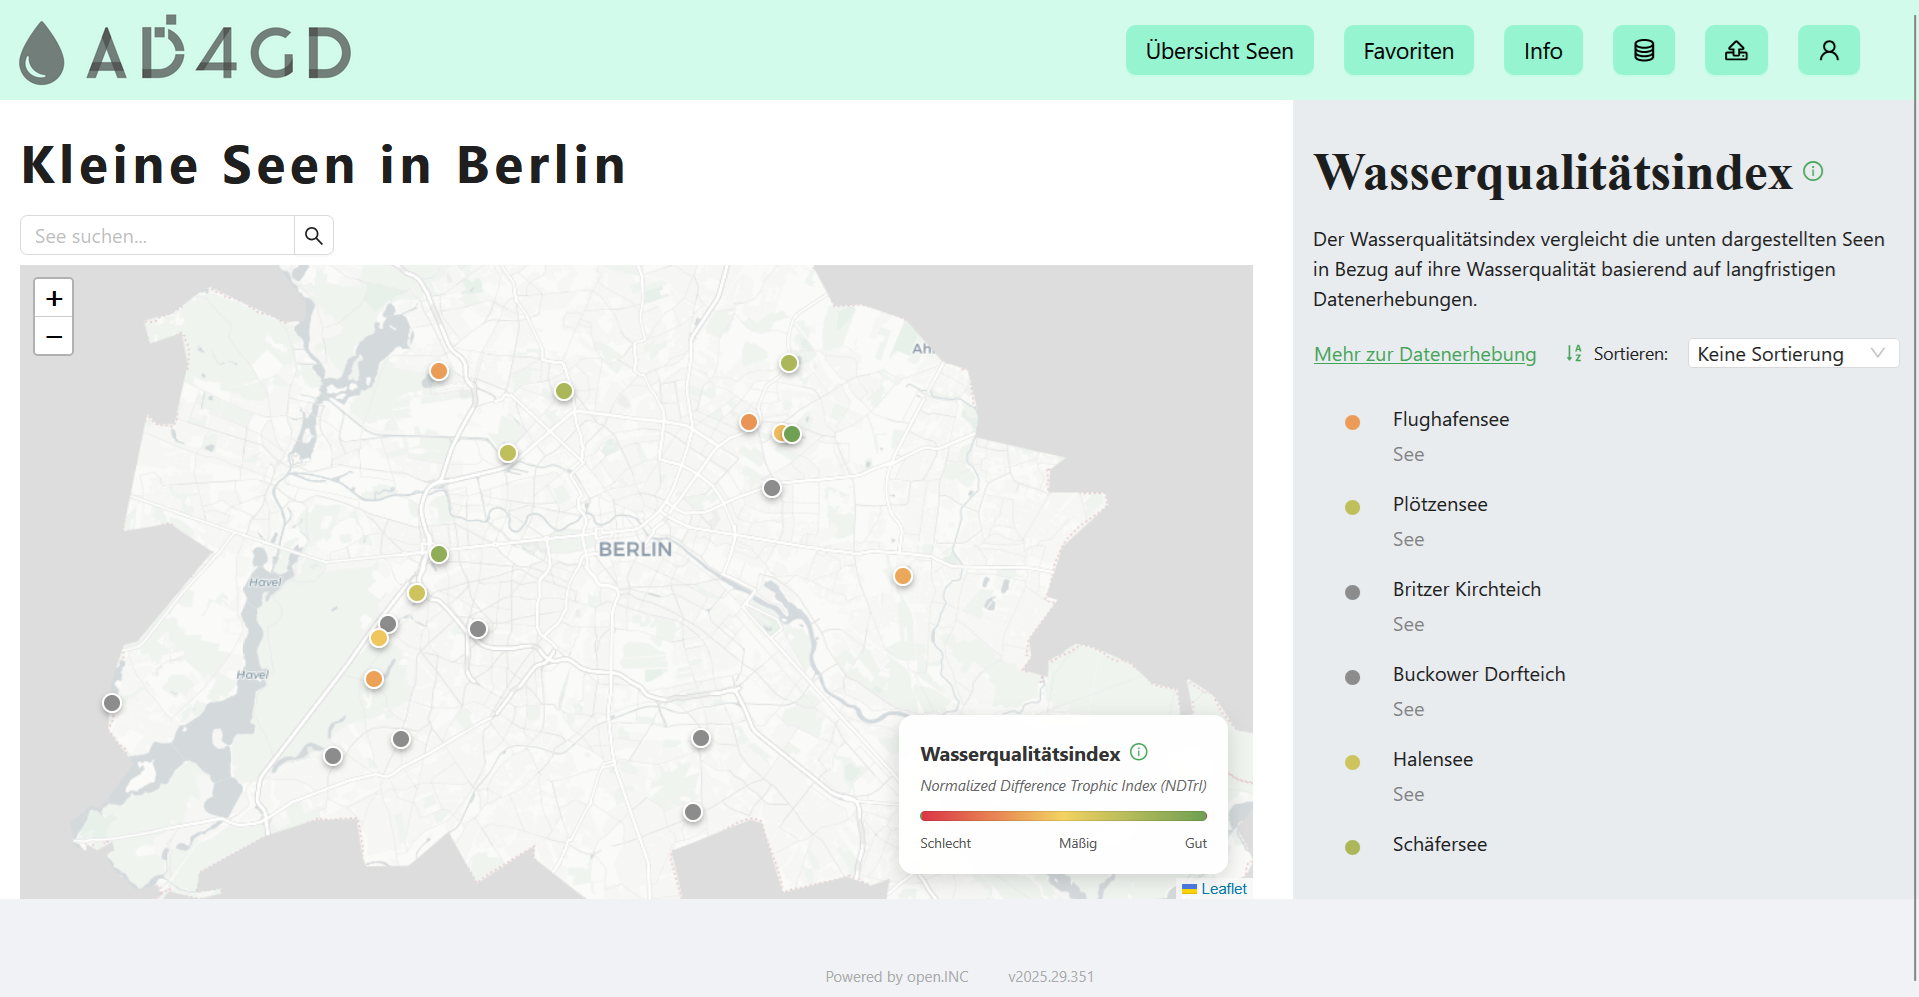 AD4GD
Übersicht Seen
Favoriten
Info
Kleine Seen in Berlin
See suchen...
+
−
Ah.
BERLIN
Havel
Havel
Wasserqualitätsindex
Normalized Difference Trophic Index (NDTrI)
Schlecht Mäßig Gut
Leaflet
Wasserqualitätsindex
Der Wasserqualitätsindex vergleicht die unten dargestellten Seen
in Bezug auf ihre Wasserqualität basierend auf langfristigen
Datenerhebungen.
Mehr zur Datenerhebung
Sortieren:
Keine Sortierung
Flughafensee
See
Plötzensee
See
Britzer Kirchteich
See
Buckower Dorfteich
See
Halensee
See
Schäfersee
Powered by open.INC
v2025.29.351